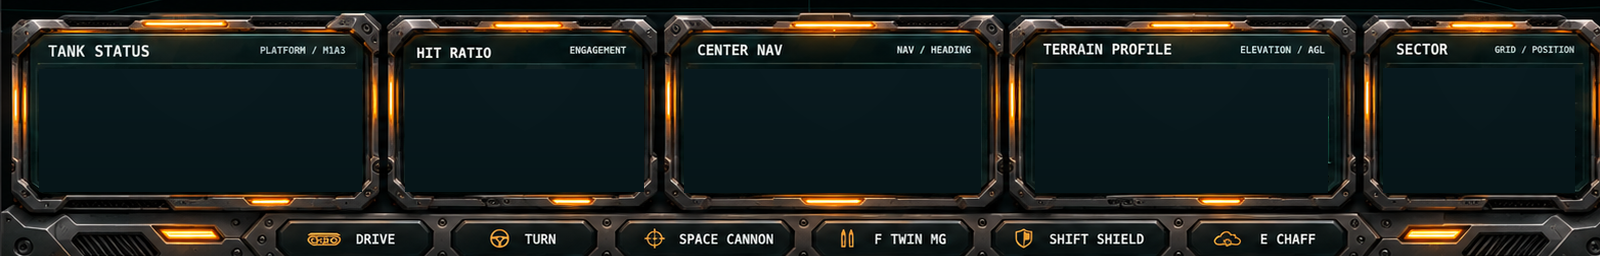 TANK STATUS PLATFORM / M1A3
HIT RATIO ENGAGEMENT
CENTER NAV NAV / HEADING
TERRAIN PROFILE ELEVATION / AGL
SECTOR GRID / POSITION
DRIVE
TURN
SPACE CANNON
F TWIN MG
SHIFT SHIELD
E CHAFF